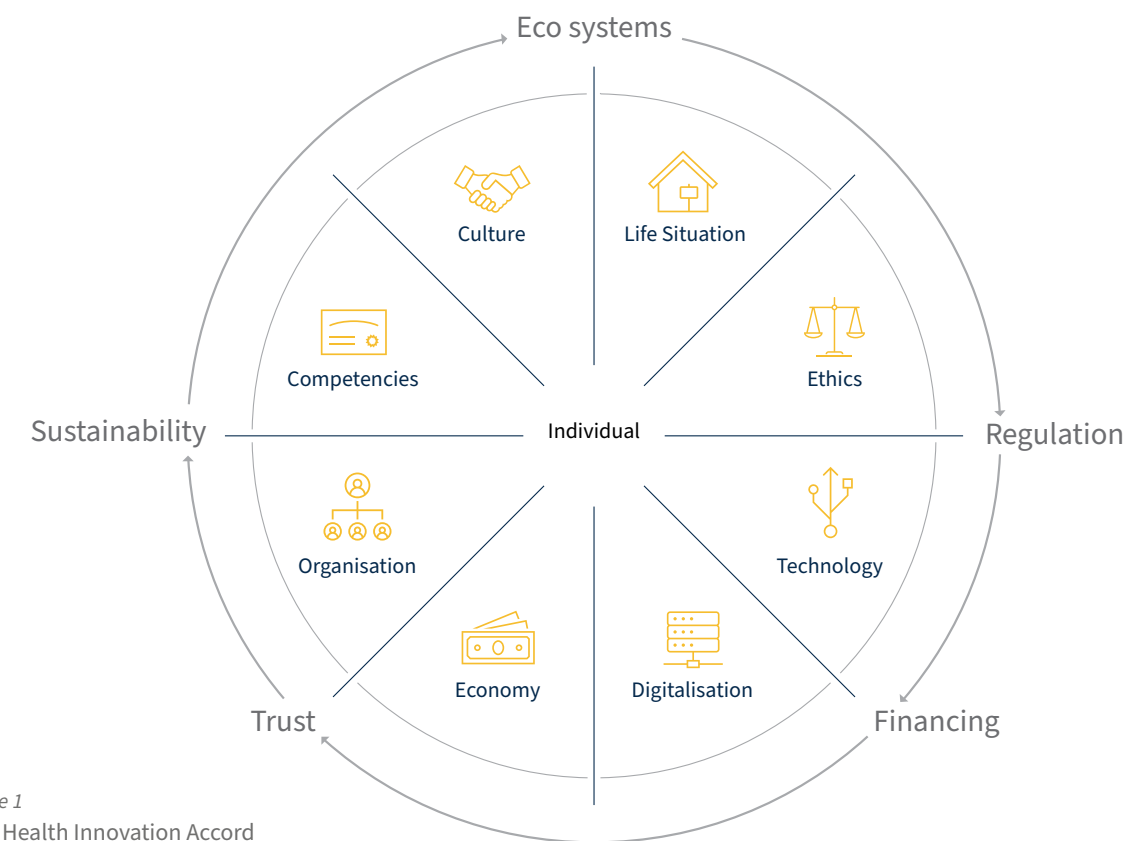 Eco systems
Culture
Life Situation
Competencies
Ethics
Sustainability
Individual
Regulation
Organisation
Technology
Economy
Digitalisation
Trust
Financing
e 1
Health Innovation Accord